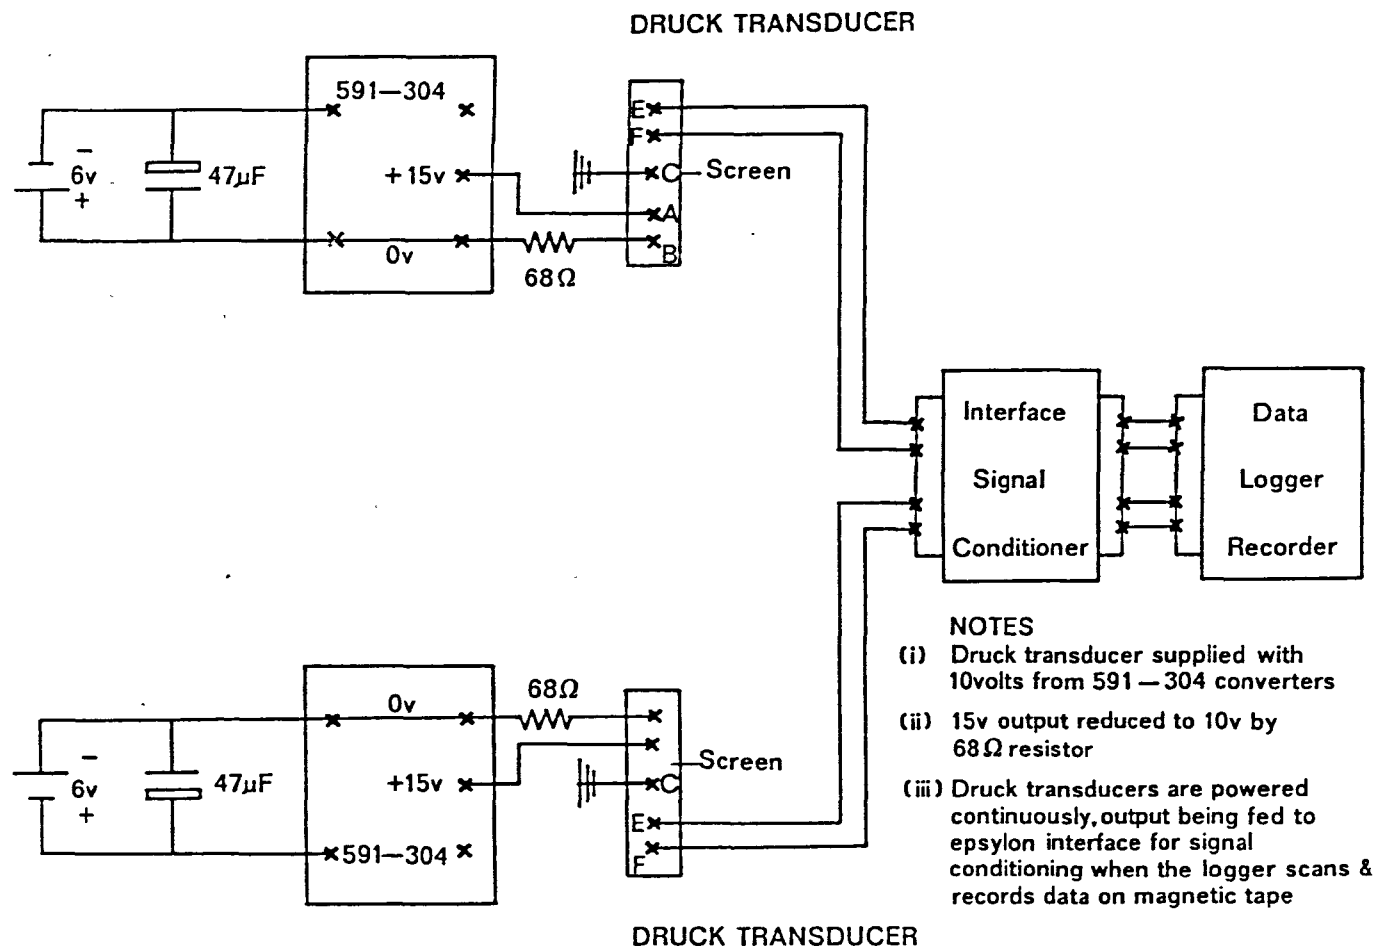 DRUCK TRANSDUCER
591—304
E
F
−
6v
+
47µF
+15v
C
Screen
A
0v
68Ω
B
Interface
Signal
Conditioner
Data
Logger
Recorder
NOTES
(i) Druck transducer supplied with
10volts from 591 — 304 converters
(ii) 15v output reduced to 10v by
68Ω resistor
(iii) Druck transducers are powered
continuously,output being fed to
epsylon interface for signal
conditioning when the logger scans &
records data on magnetic tape
0v
68Ω
−
6v
+
47µF
+15v
Screen
C
E
591—304
F
DRUCK TRANSDUCER